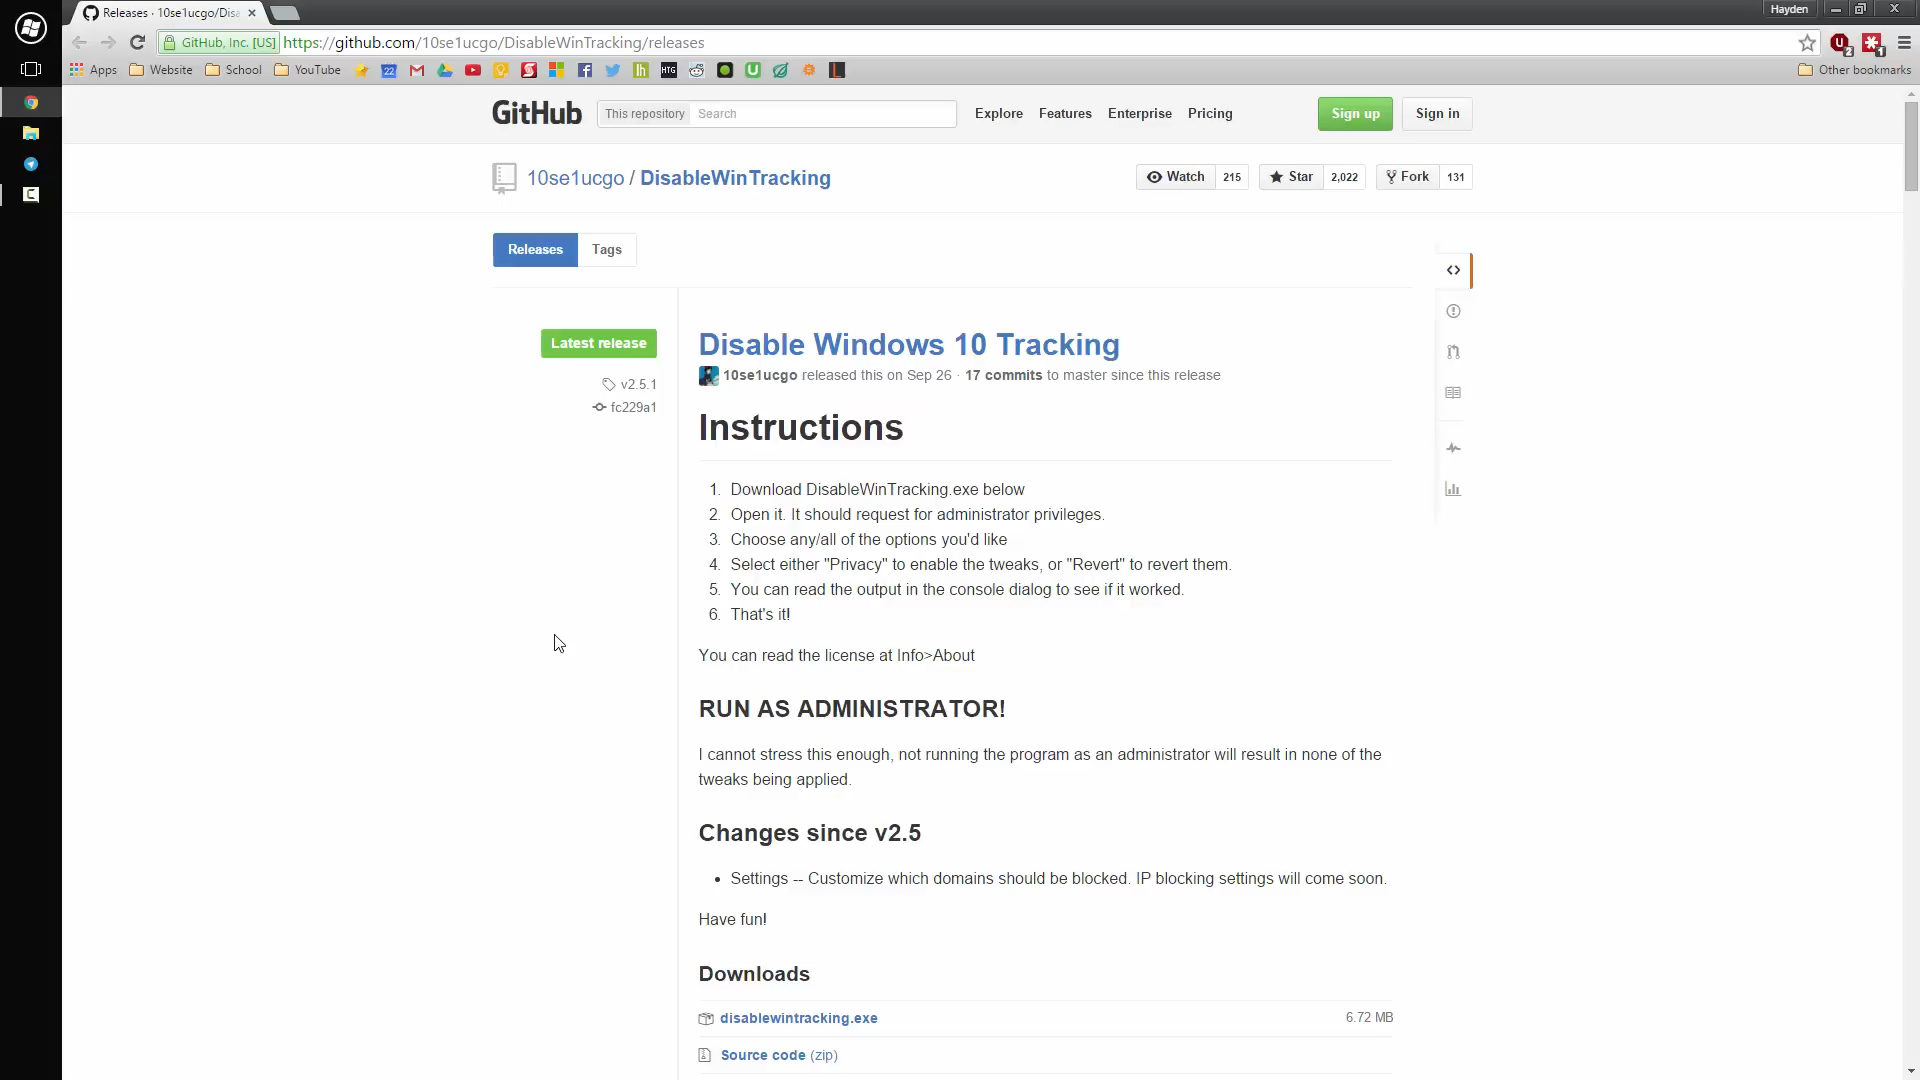 Releases · 10se1ucgo/Disa
Hayden
GitHub, Inc. [US] https://github.com/10se1ucgo/DisableWinTracking/releases
Apps Website School YouTube 22 HTG Other bookmarks
GitHub This repository Search Explore Features Enterprise Pricing Sign up Sign in
10se1ucgo / DisableWinTracking Watch 215 Star 2,022 Fork 131
Releases Tags
Latest release
v2.5.1
fc229a1
Disable Windows 10 Tracking
10se1ucgo released this on Sep 26 · 17 commits to master since this release
Instructions
1. Download DisableWinTracking.exe below
2. Open it. It should request for administrator privileges.
3. Choose any/all of the options you'd like
4. Select either "Privacy" to enable the tweaks, or "Revert" to revert them.
5. You can read the output in the console dialog to see if it worked.
6. That's it!
You can read the license at Info>About
RUN AS ADMINISTRATOR!
I cannot stress this enough, not running the program as an administrator will result in none of the
tweaks being applied.
Changes since v2.5
• Settings -- Customize which domains should be blocked. IP blocking settings will come soon.
Have fun!
Downloads
disablewintracking.exe 6.72 MB
Source code (zip)